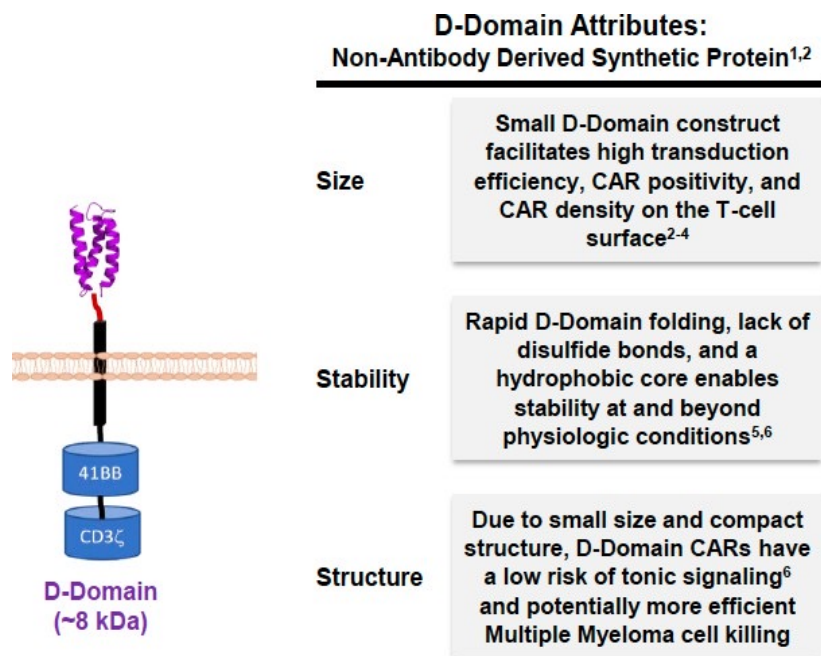 D-Domain Attributes:
Non-Antibody Derived Synthetic Protein1,2
Size
Small D-Domain construct
facilitates high transduction
efficiency, CAR positivity, and
CAR density on the T-cell
surface2-4
Stability
Rapid D-Domain folding, lack of
disulfide bonds, and a
hydrophobic core enables
stability at and beyond
physiologic conditions5,6
Structure
Due to small size and compact
structure, D-Domain CARs have
a low risk of tonic signaling6
and potentially more efficient
Multiple Myeloma cell killing
41BB
CD3ζ
D-Domain
(~8 kDa)